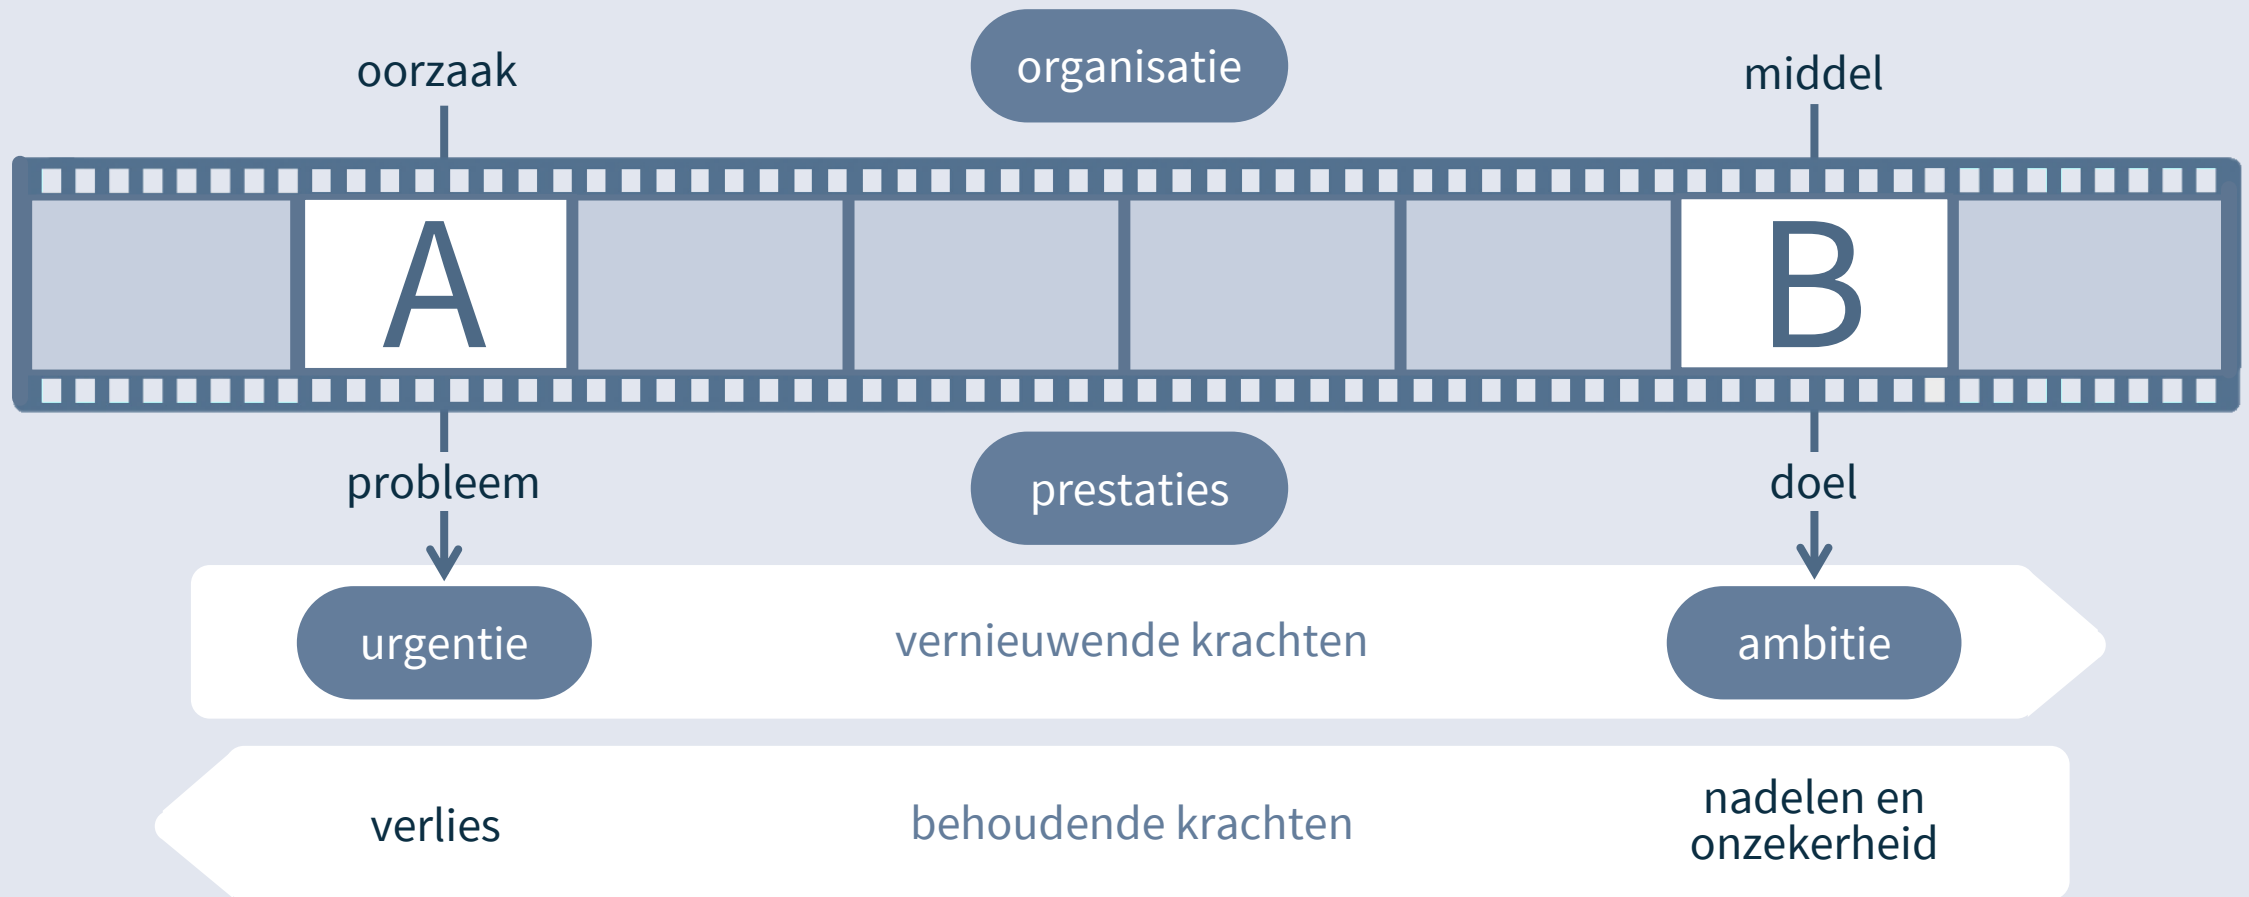 oorzaak
organisatie
middel
A
B
probleem
prestaties
doel
urgentie
vernieuwende krachten
ambitie
verlies
behoudende krachten
nadelen en
onzekerheid